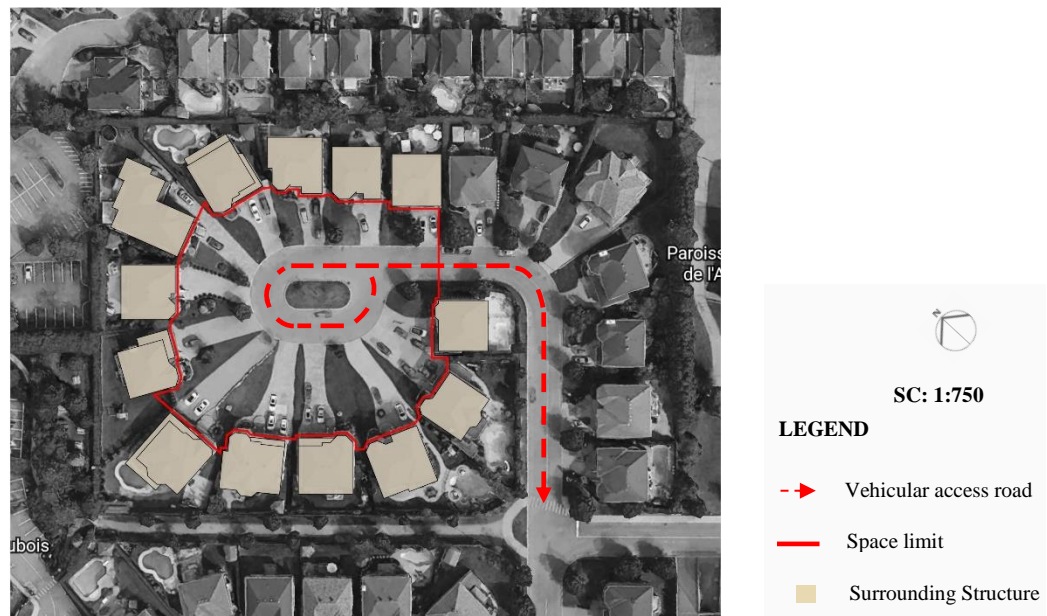 Paroiss
de l'A
ubois
N
SC: 1:750
LEGEND
Vehicular access road
Space limit
Surrounding Structure